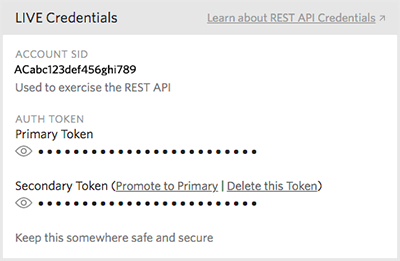 LIVE Credentials
Learn about REST API Credentials ↗
ACCOUNT SID
ACabc123def456ghi789
Used to exercise the REST API
AUTH TOKEN
Primary Token
•••••••••••••••••••••••••
Secondary Token (Promote to Primary | Delete this Token)
•••••••••••••••••••••••••
Keep this somewhere safe and secure